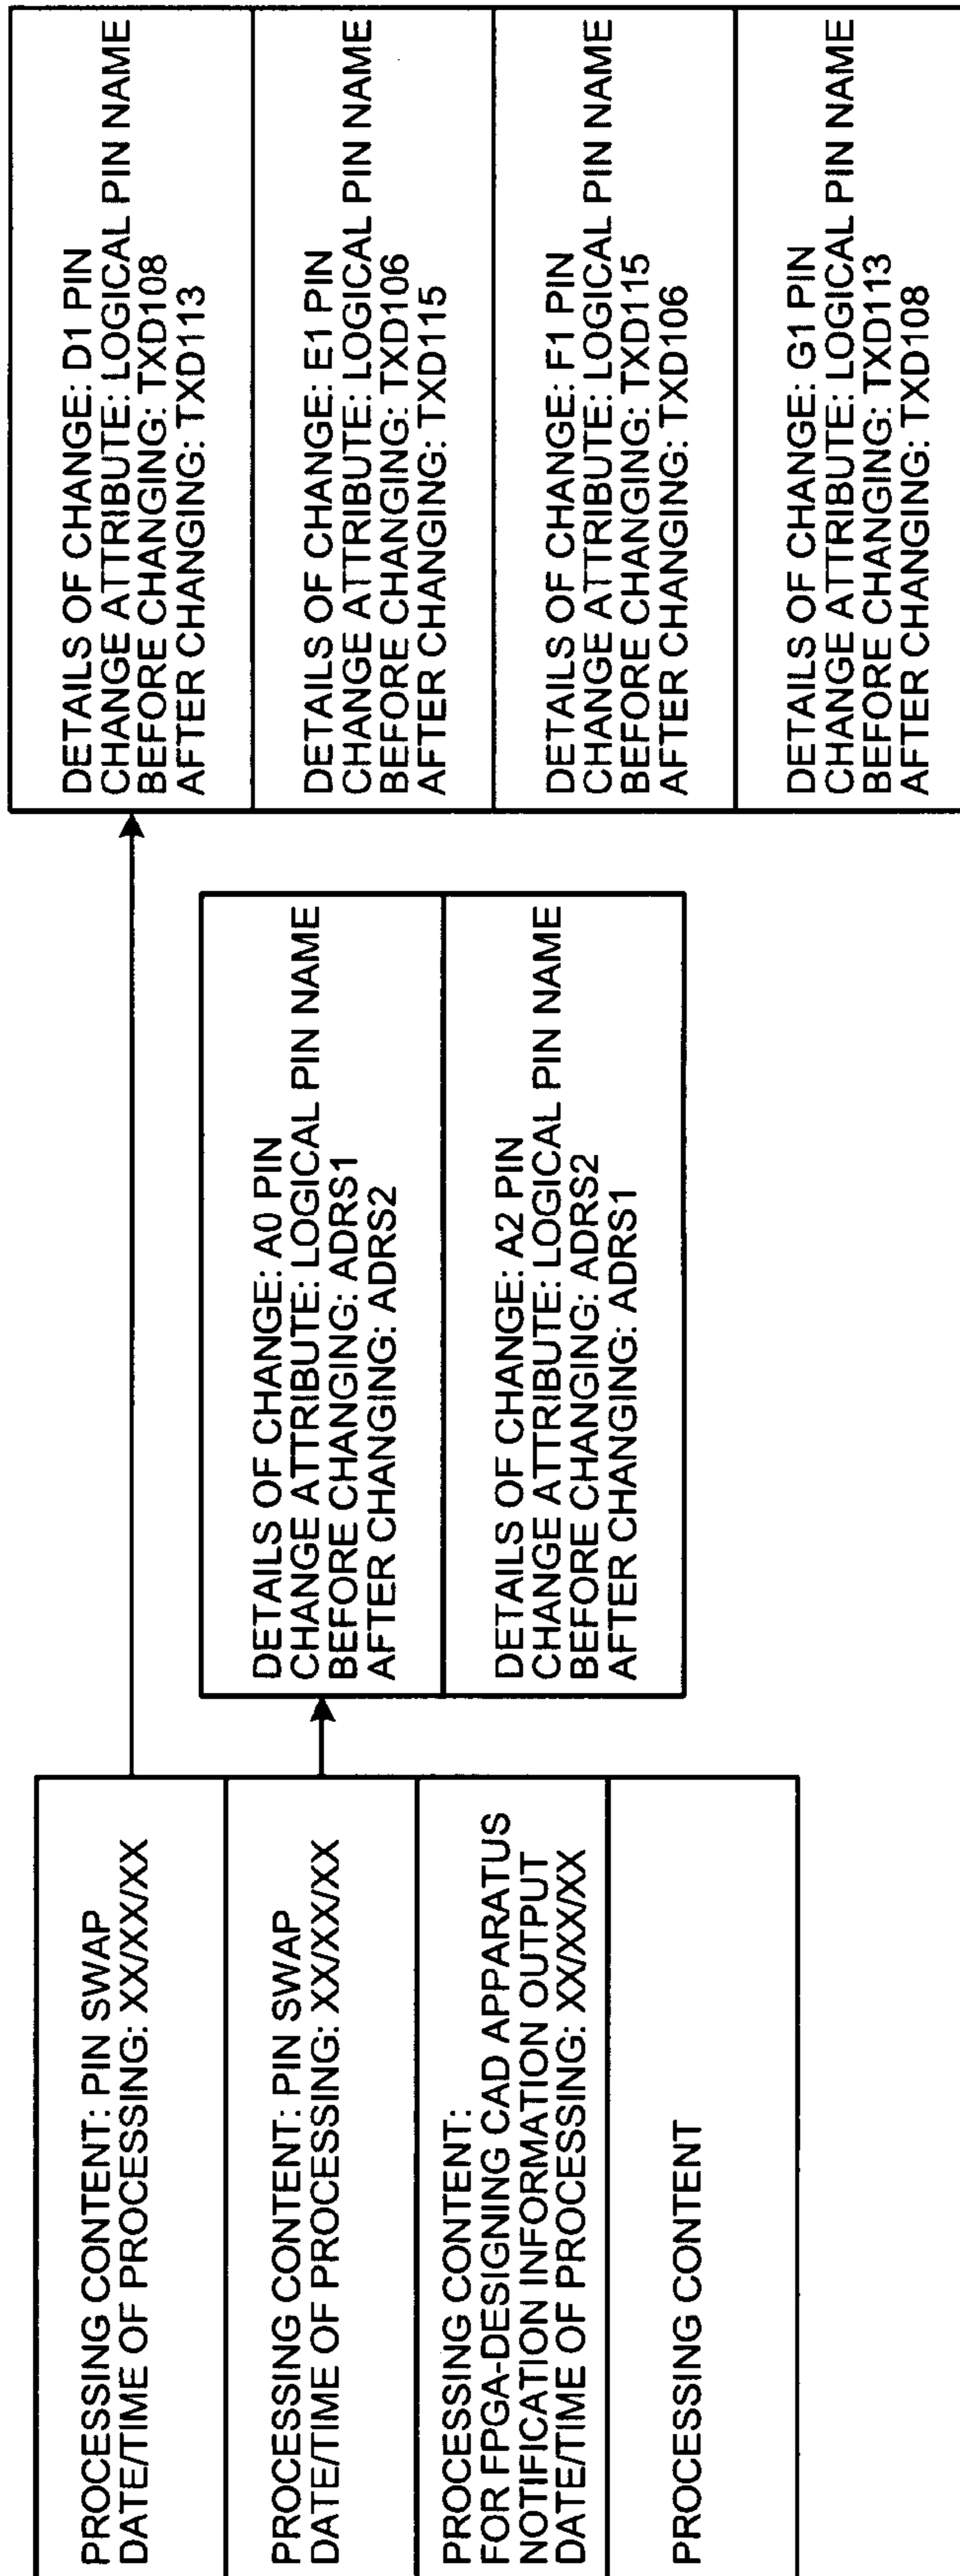 PROCESSING CONTENT: PIN SWAP
DATE/TIME OF PROCESSING: XX/XX/XX
PROCESSING CONTENT: PIN SWAP
DATE/TIME OF PROCESSING: XX/XX/XX
PROCESSING CONTENT:
FOR FPGA-DESIGNING CAD APPARATUS
NOTIFICATION INFORMATION OUTPUT
DATE/TIME OF PROCESSING: XX/XX/XX
PROCESSING CONTENT
DETAILS OF CHANGE: A0 PIN
CHANGE ATTRIBUTE: LOGICAL PIN NAME
BEFORE CHANGING: ADRS1
AFTER CHANGING: ADRS2
DETAILS OF CHANGE: A2 PIN
CHANGE ATTRIBUTE: LOGICAL PIN NAME
BEFORE CHANGING: ADRS2
AFTER CHANGING: ADRS1
DETAILS OF CHANGE: D1 PIN
CHANGE ATTRIBUTE: LOGICAL PIN NAME
BEFORE CHANGING: TXD108
AFTER CHANGING: TXD113
DETAILS OF CHANGE: E1 PIN
CHANGE ATTRIBUTE: LOGICAL PIN NAME
BEFORE CHANGING: TXD106
AFTER CHANGING: TXD115
DETAILS OF CHANGE: F1 PIN
CHANGE ATTRIBUTE: LOGICAL PIN NAME
BEFORE CHANGING: TXD115
AFTER CHANGING: TXD106
DETAILS OF CHANGE: G1 PIN
CHANGE ATTRIBUTE: LOGICAL PIN NAME
BEFORE CHANGING: TXD113
AFTER CHANGING: TXD108